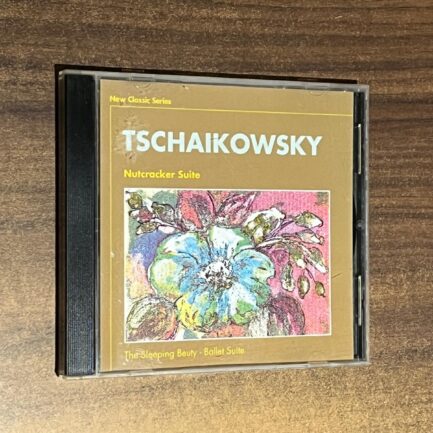 New Classic Series
TSCHAIKOWSKY
Nutcracker Suite
The Sleeping Beuty - Ballet Suite